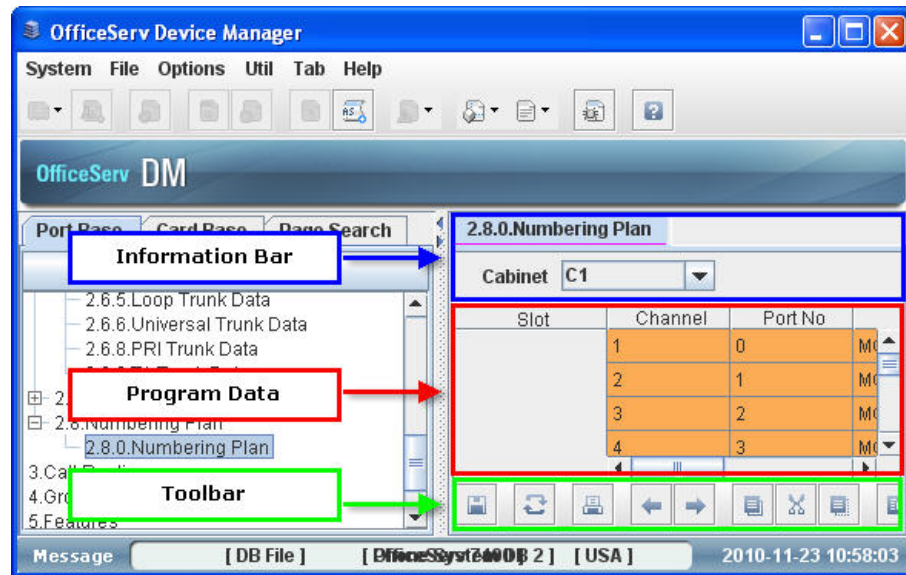 OfficeServ Device Manager
System File Options Util Tab Help
OfficeServ DM
Port Base Card Base Page Search
2.8.0.Numbering Plan
Information Bar
Cabinet C1
2.6.5.Loop Trunk Data
2.6.6.Universal Trunk Data
2.6.8.PRI Trunk Data
Slot Channel Port No
1 0
2 1
3 2
4 3
Program Data
2.8.Numbering Plan
2.8.0.Numbering Plan
Toolbar
5.Features
Message [ DB File ] [ USA ] 2010-11-23 10:58:03